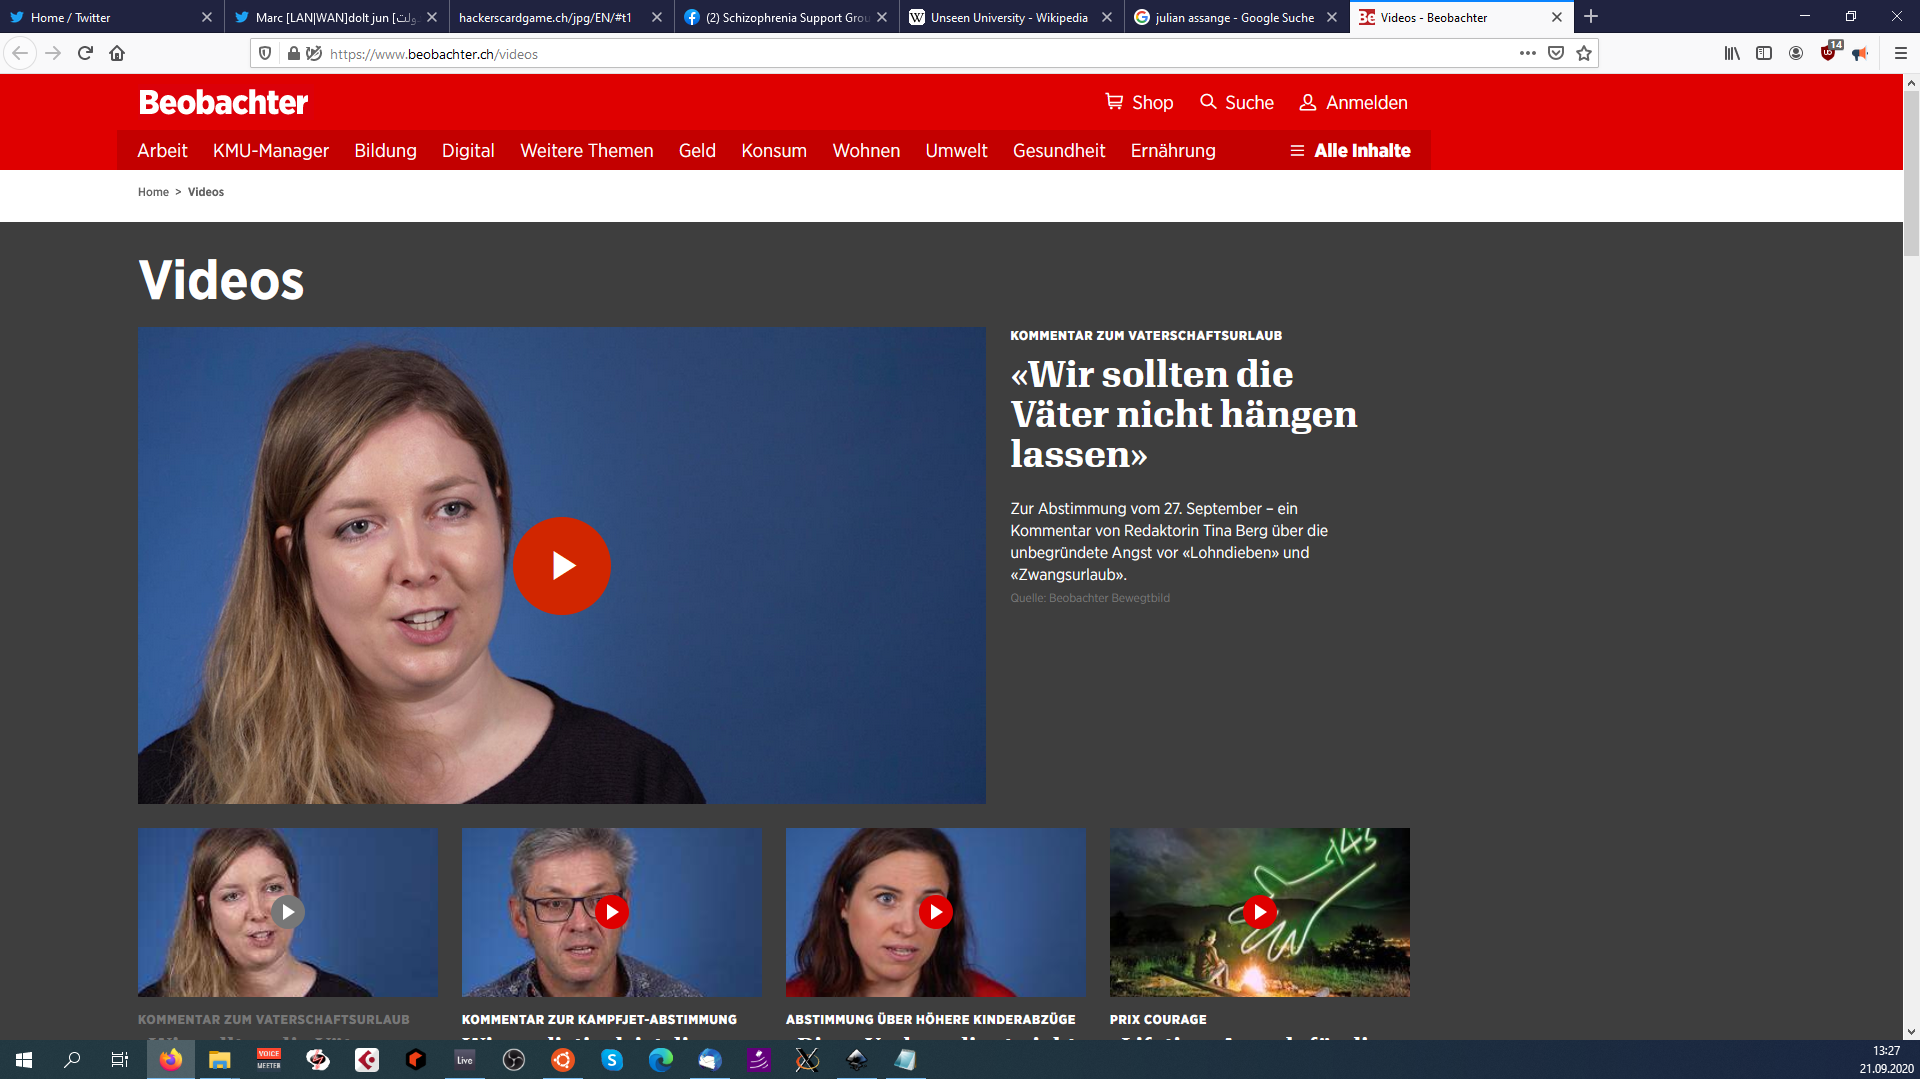 Home / Twitter
Marc [LAN|WAN]dolt jun
hackerscardgame.ch/jpg/EN/#t1
(2) Schizophrenia Support Grou
Unseen University - Wikipedia
julian assange - Google Suche
Videos - Beobachter
https://www.beobachter.ch/videos
14
Beobachter
Shop
Suche
Anmelden
Arbeit
KMU-Manager
Bildung
Digital
Weitere Themen
Geld
Konsum
Wohnen
Umwelt
Gesundheit
Ernährung
Alle Inhalte
Home > Videos
Videos
KOMMENTAR ZUM VATERSCHAFTSURLAUB
«Wir sollten die
Väter nicht hängen
lassen»
Zur Abstimmung vom 27. September – ein
Kommentar von Redaktorin Tina Berg über die
unbegründete Angst vor «Lohndieben» und
«Zwangsurlaub».
Quelle: Beobachter Bewegtbild
KOMMENTAR ZUM VATERSCHAFTSURLAUB
KOMMENTAR ZUR KAMPFJET-ABSTIMMUNG
ABSTIMMUNG ÜBER HÖHERE KINDERABZÜGE
PRIX COURAGE
VOICE
MEETER
Live
13:27
21.09.2020